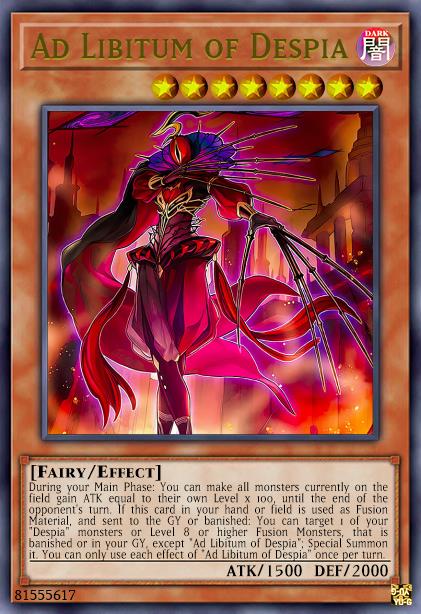 AD LIBITUM OF DESPIA
DARK
闇
[FAIRY/EFFECT]
During your Main Phase: You can make all monsters currently on the
field gain ATK equal to their own Level x 100, until the end of the
opponent's turn. If this card in your hand or field is used as Fusion
Material, and sent to the GY or banished: You can target 1 of your
"Despia" monsters or Level 8 or higher Fusion Monsters, that is
banished or in your GY, except "Ad Libitum of Despia"; Special Summon
it. You can only use each effect of "Ad Libitum of Despia" once per turn.
ATK/1500 DEF/2000
81555617